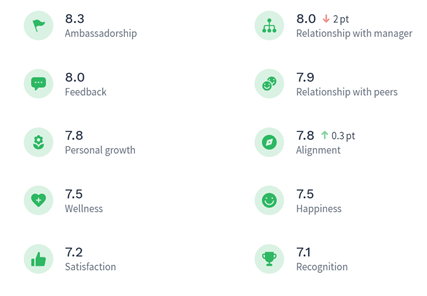 8.3
Ambassadorship
8.0 ↓ 2 pt
Relationship with manager
8.0
Feedback
7.9
Relationship with peers
7.8
Personal growth
7.8 ↑ 0.3 pt
Alignment
7.5
Wellness
7.5
Happiness
7.2
Satisfaction
7.1
Recognition